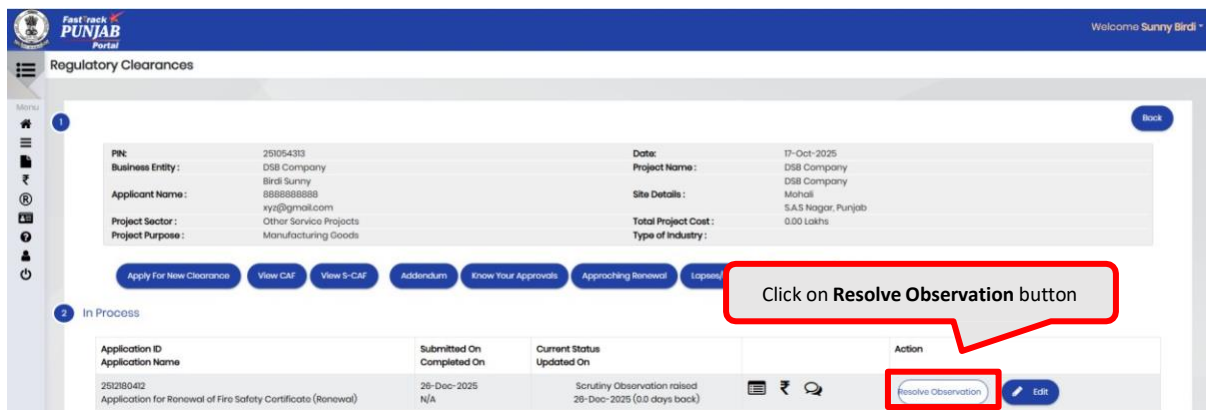 FastTrack
PUNJAB
Portal
Welcome Sunny Birdi
Regulatory Clearances
Menu
1
Back
PIN: 251054313 Date: 17-Oct-2025
Business Entity : DSB Company Project Name : DSB Company
Applicant Name : Birdi Sunny
8888888888
xyz@gmail.com
Site Details : DSB Company
Mohali
S.A.S Nagar, Punjab
Project Sector : Other Service Projects Total Project Cost : 0.00 Lakhs
Project Purpose : Manufacturing Goods Type of Industry :
Apply For New Clearance View CAF View S-CAF Addendum Know Your Approvals Approching Renewal Lapses/
Click on Resolve Observation button
2 In Process
Application ID Submitted On Current Status Action
Application Name Completed On Updated On
2512180412 26-Dec-2025 Scrutiny Observation raised Resolve Observation Edit
Application for Renewal of Fire Safety Certificate (Renewal) N/A 26-Dec-2025 (0.0 days back)